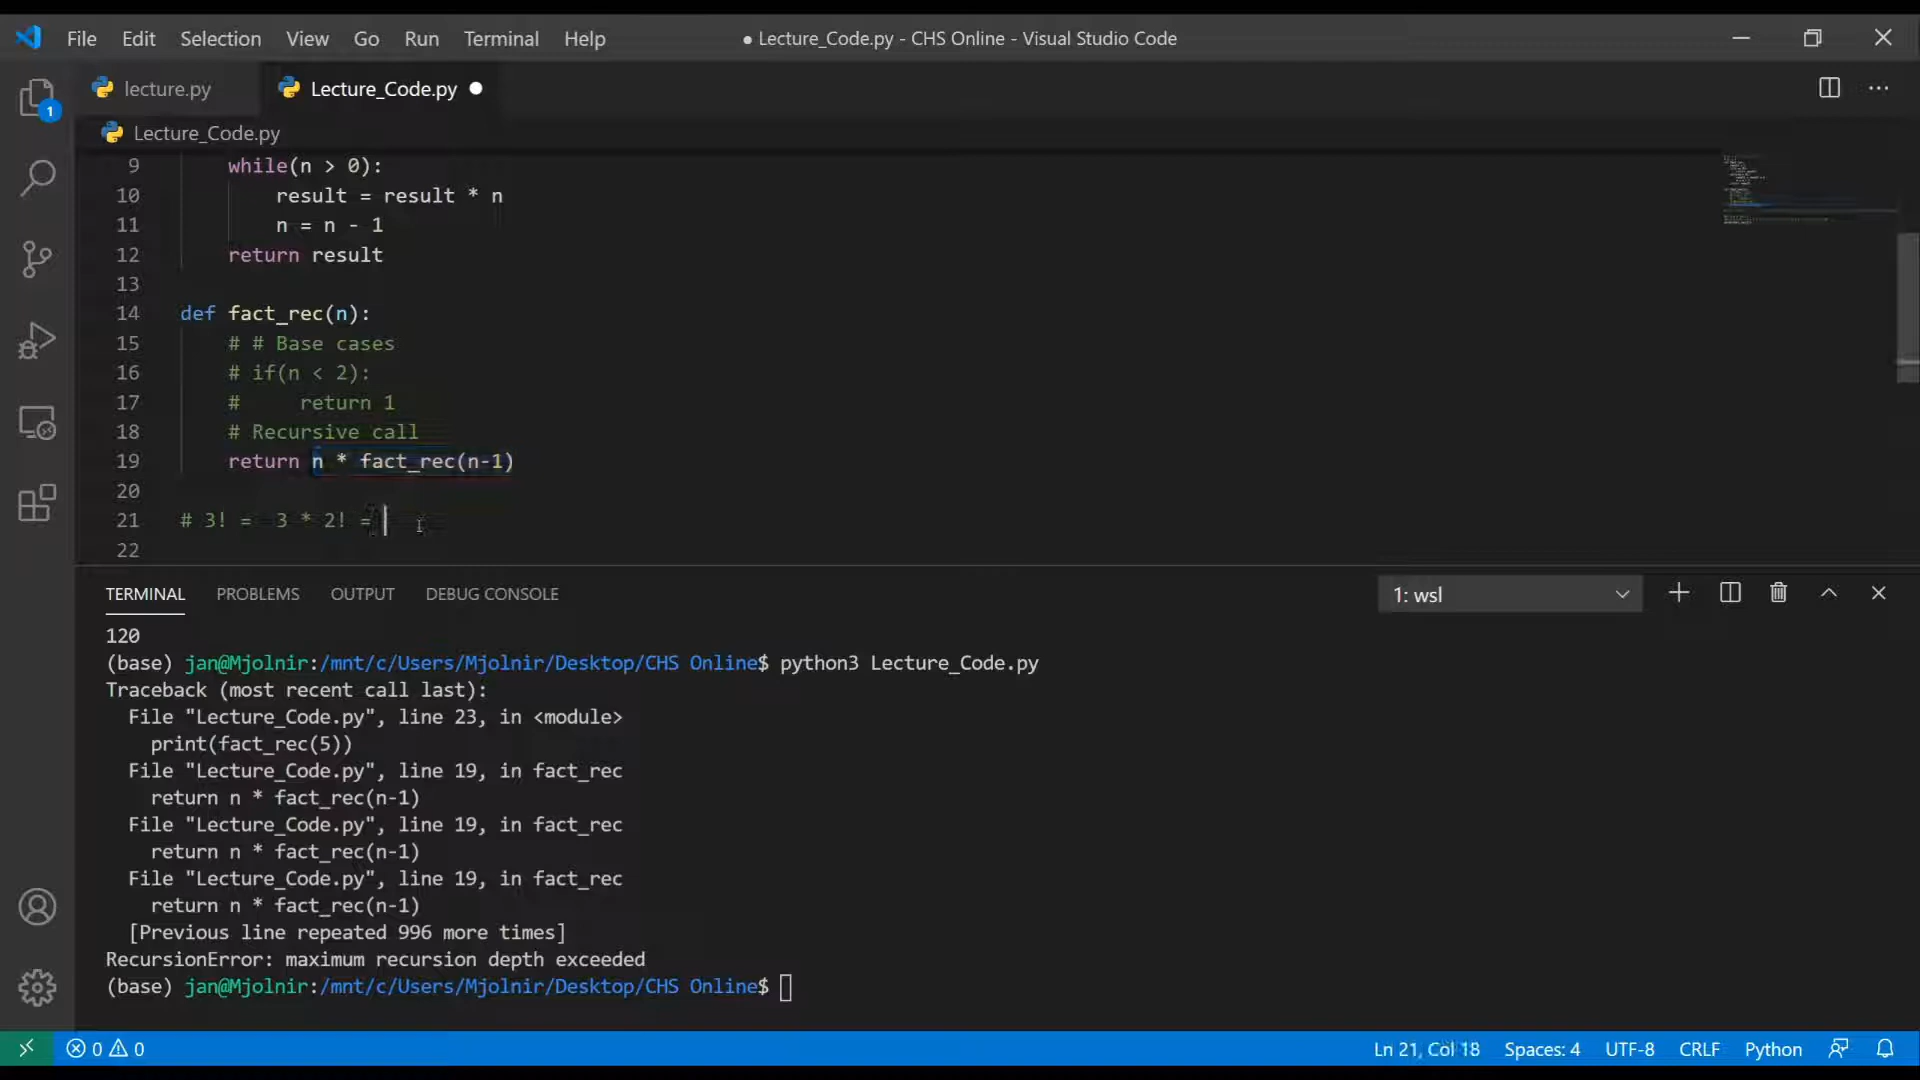 File Edit Selection View Go Run Terminal Help ● Lecture_Code.py - CHS Online - Visual Studio Code
lecture.py Lecture_Code.py ●
Lecture_Code.py
1
9 while(n > 0):
10 result = result * n
11 n = n - 1
12 return result
13
14 def fact_rec(n):
15 # # Base cases
16 # if(n < 2):
17 #     return 1
18 # Recursive call
19 return n * fact_rec(n-1)
20
21 # 3! =  3 * 2! =
22
TERMINAL PROBLEMS OUTPUT DEBUG CONSOLE 1: wsl
120
(base) jan@Mjolnir:/mnt/c/Users/Mjolnir/Desktop/CHS Online$ python3 Lecture_Code.py
Traceback (most recent call last):
File "Lecture_Code.py", line 23, in <module>
print(fact_rec(5))
File "Lecture_Code.py", line 19, in fact_rec
return n * fact_rec(n-1)
File "Lecture_Code.py", line 19, in fact_rec
return n * fact_rec(n-1)
File "Lecture_Code.py", line 19, in fact_rec
return n * fact_rec(n-1)
[Previous line repeated 996 more times]
RecursionError: maximum recursion depth exceeded
(base) jan@Mjolnir:/mnt/c/Users/Mjolnir/Desktop/CHS Online$
0 0 Ln 21, Col 18 Spaces: 4 UTF-8 CRLF Python